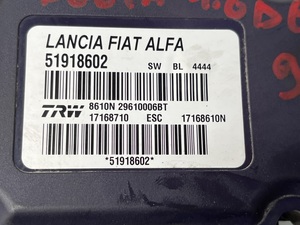 LANCIA FIAT ALFA
51918602 SW BL 4444
TRW 8610N 29610006BT
17168710 ESC 17168610N
*51918602*